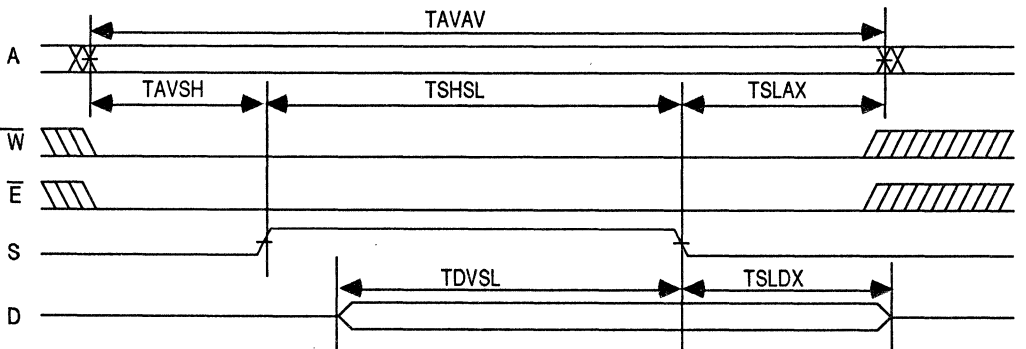 TAVAV
A
TAVSH TSHSL TSLAX
W̅
E̅
S
TDVSL TSLDX
D